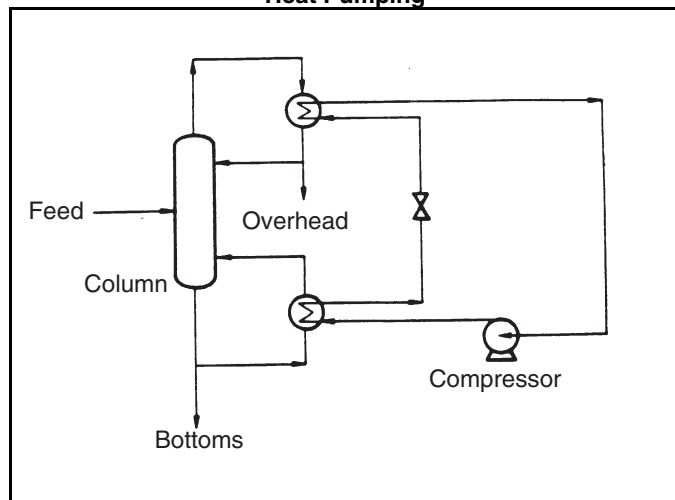 Heat Pumping
Feed
Overhead
Column
Compressor
Bottoms